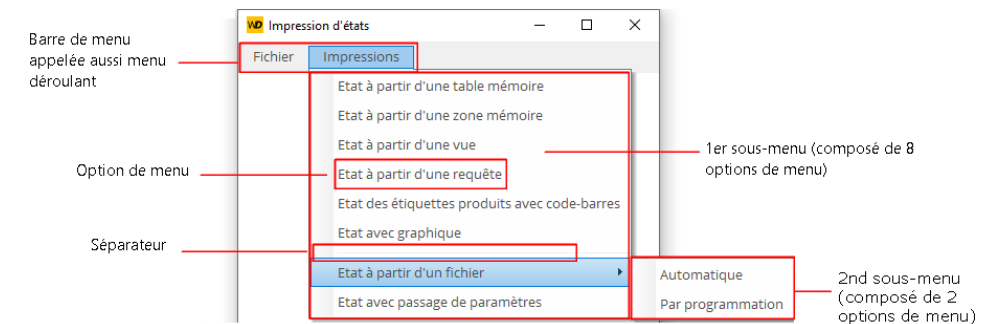 WD Impression d'états
Barre de menu
appelée aussi menu
déroulant
Fichier Impressions
Etat à partir d'une table mémoire
Etat à partir d'une zone mémoire
Etat à partir d'une vue
1er sous-menu (composé de 8
options de menu)
Option de menu
Etat à partir d'une requête
Etat des étiquettes produits avec code-barres
Etat avec graphique
Séparateur
Etat à partir d'un fichier
Etat avec passage de paramètres
Automatique
Par programmation
2nd sous-menu
(composé de 2
options de menu)